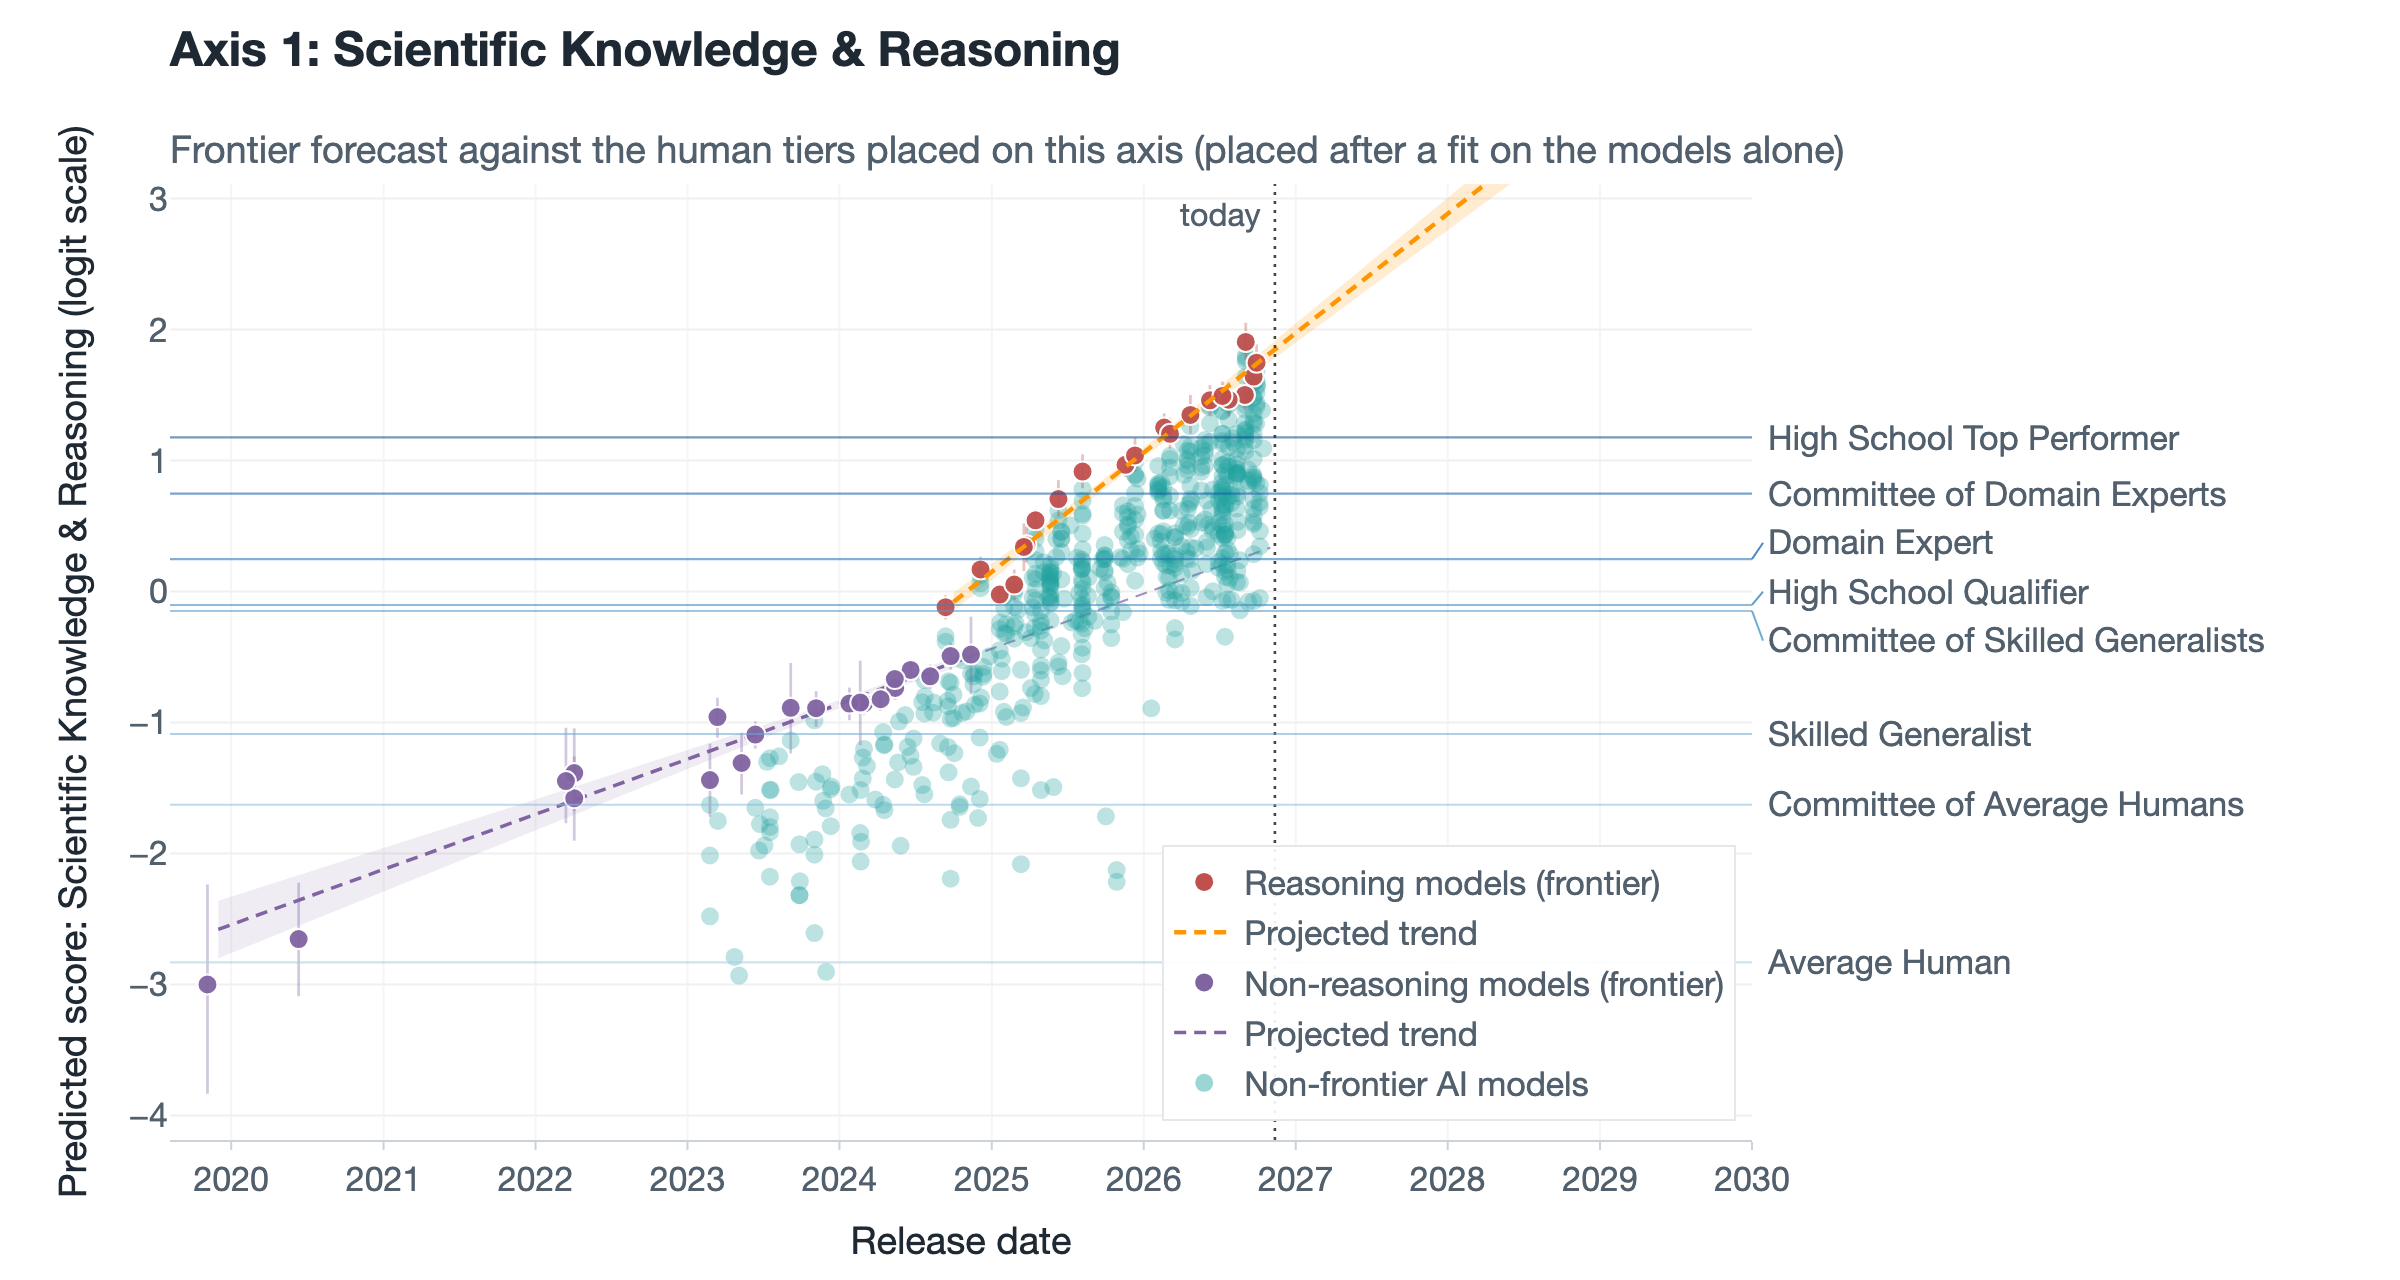 Axis 1: Scientific Knowledge & Reasoning
Frontier forecast against the human tiers placed on this axis (placed after a fit on the models alone)
Predicted score: Scientific Knowledge & Reasoning (logit scale)
3
2
1
0
−1
−2
−3
−4
today
High School Top Performer
Committee of Domain Experts
Domain Expert
High School Qualifier
Committee of Skilled Generalists
Skilled Generalist
Committee of Average Humans
Average Human
Reasoning models (frontier)
Projected trend
Non-reasoning models (frontier)
Projected trend
Non-frontier AI models
2020 2021 2022 2023 2024 2025 2026 2027 2028 2029 2030
Release date